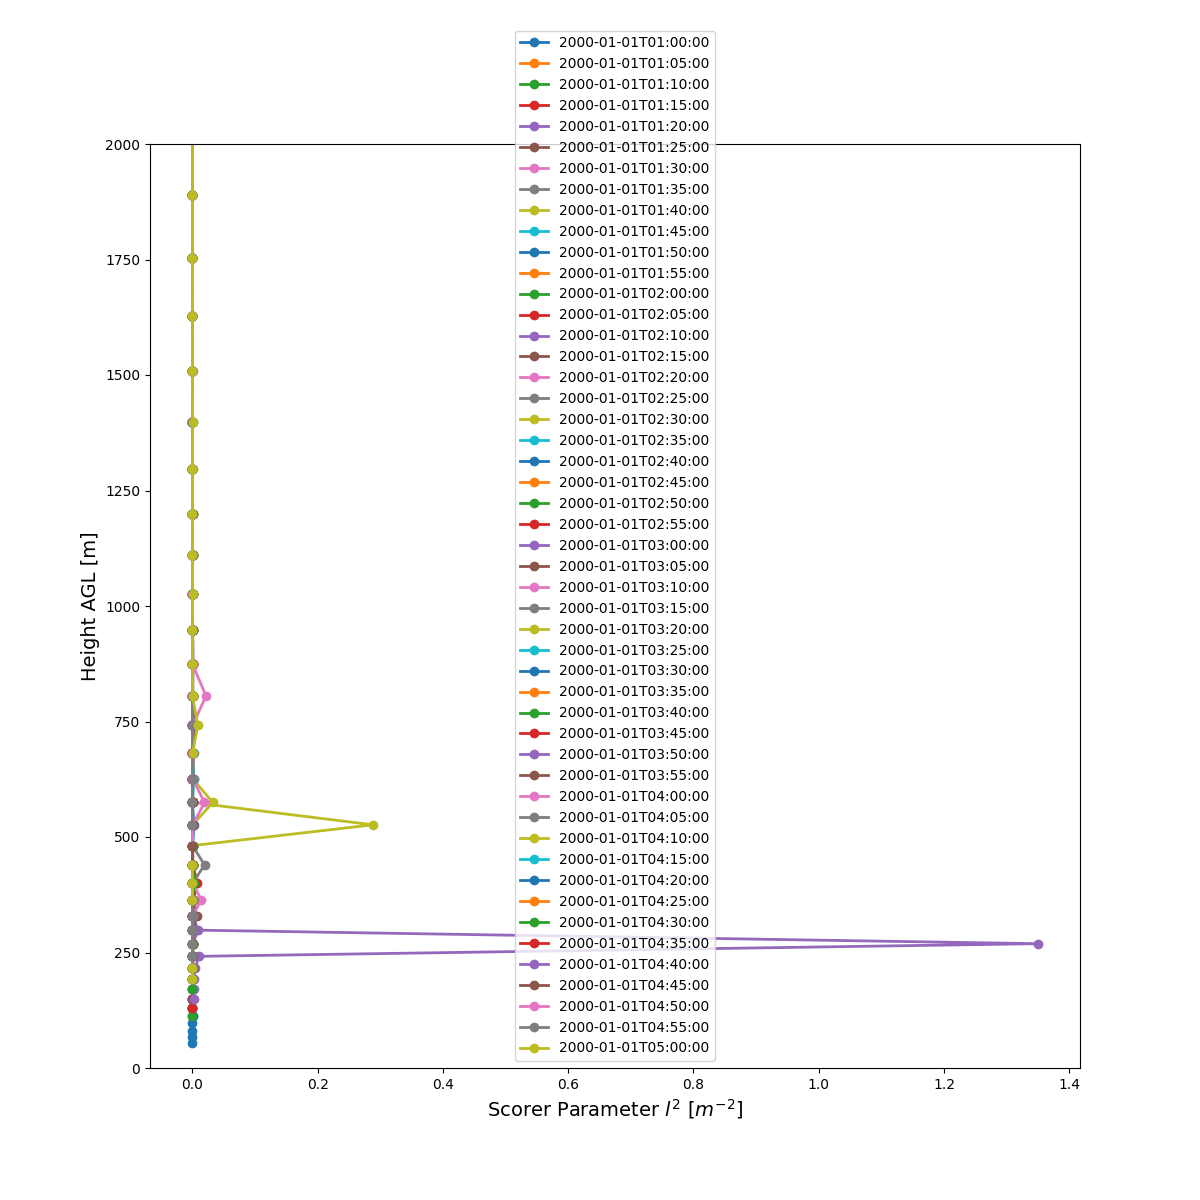 2000-01-01T01:00:00
2000-01-01T01:05:00
2000-01-01T01:10:00
2000-01-01T01:15:00
2000-01-01T01:20:00
2000-01-01T01:25:00
2000-01-01T01:30:00
2000-01-01T01:35:00
2000-01-01T01:40:00
2000-01-01T01:45:00
2000-01-01T01:50:00
2000-01-01T01:55:00
2000-01-01T02:00:00
2000-01-01T02:05:00
2000-01-01T02:10:00
2000-01-01T02:15:00
2000-01-01T02:20:00
2000-01-01T02:25:00
2000-01-01T02:30:00
2000-01-01T02:35:00
2000-01-01T02:40:00
2000-01-01T02:45:00
2000-01-01T02:50:00
2000-01-01T02:55:00
2000-01-01T03:00:00
2000-01-01T03:05:00
2000-01-01T03:10:00
2000-01-01T03:15:00
2000-01-01T03:20:00
2000-01-01T03:25:00
2000-01-01T03:30:00
2000-01-01T03:35:00
2000-01-01T03:40:00
2000-01-01T03:45:00
2000-01-01T03:50:00
2000-01-01T03:55:00
2000-01-01T04:00:00
2000-01-01T04:05:00
2000-01-01T04:10:00
2000-01-01T04:15:00
2000-01-01T04:20:00
2000-01-01T04:25:00
2000-01-01T04:30:00
2000-01-01T04:35:00
2000-01-01T04:40:00
2000-01-01T04:45:00
2000-01-01T04:50:00
2000-01-01T04:55:00
2000-01-01T05:00:00
Height AGL [m]
2000
1750
1500
1250
1000
750
500
250
0
0.0 0.2 0.4 0.6 0.8 1.0 1.2 1.4
Scorer Parameter l² [m⁻²]